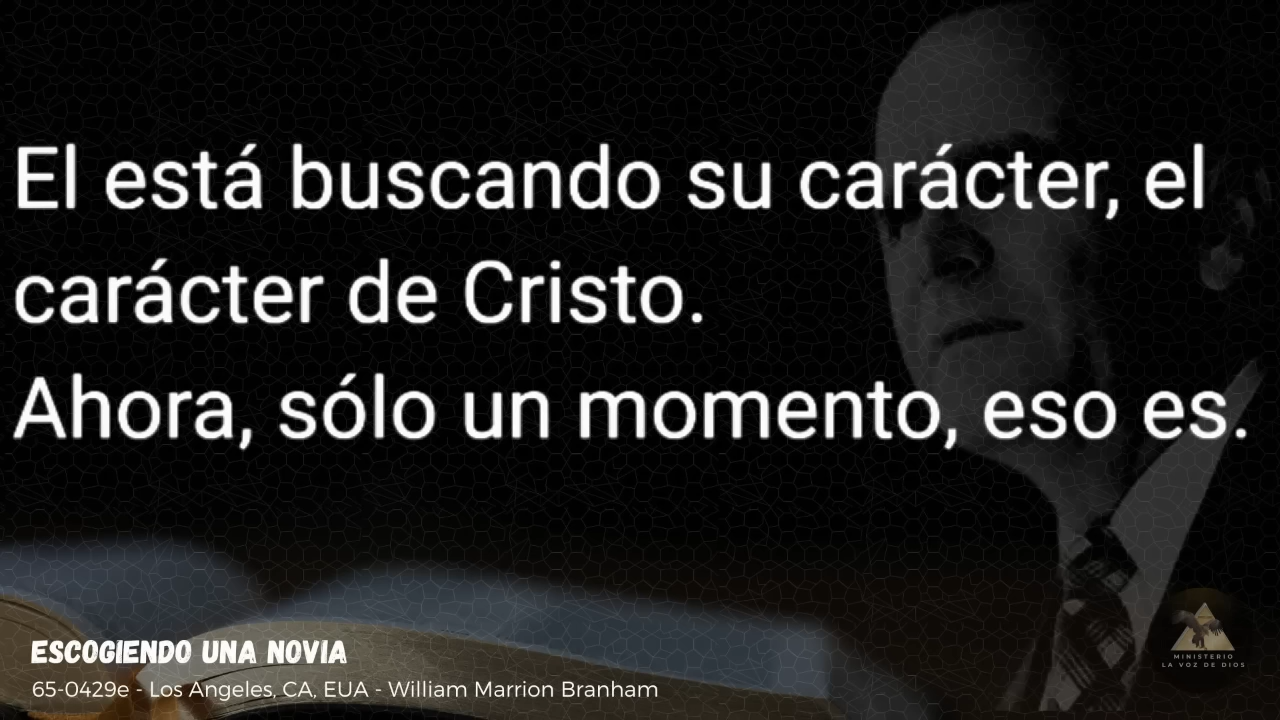 El está buscando su carácter, el
carácter de Cristo.
Ahora, sólo un momento, eso es.
ESCOGIENDO UNA NOVIA
65-0429e - Los Angeles, CA, EUA - William Marrion Branham
MINISTERIO
LA VOZ DE DIOS